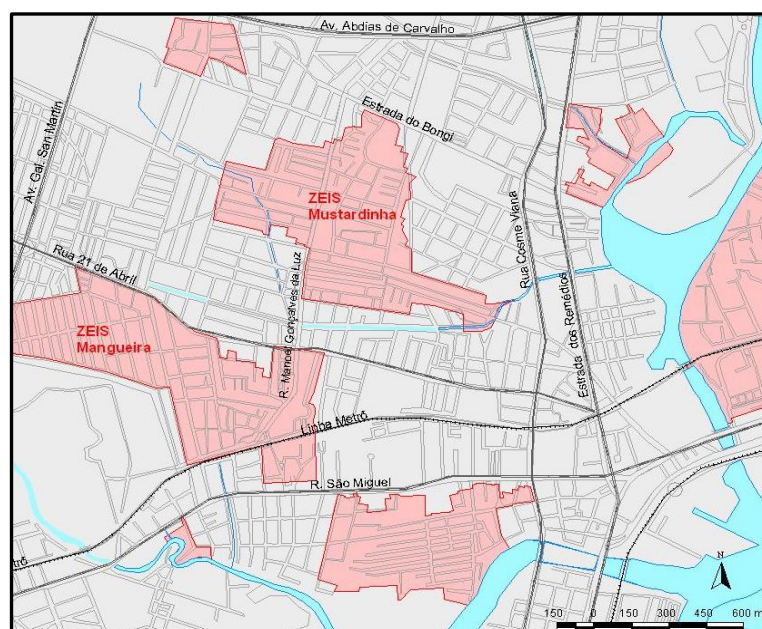 Av. Abdias de Carvalho
Av. Gal. San Martin
Estrada do Bongi
ZEIS
Mustardinha
Rua Cosme Viana
Rua 21 de Abril
R. Manoel Gonçalves da Luz
Estrada dos Remédios
ZEIS
Mangueira
Linha Metrô
R. São Miguel
trô
N
150 0 150 300 450 600 m